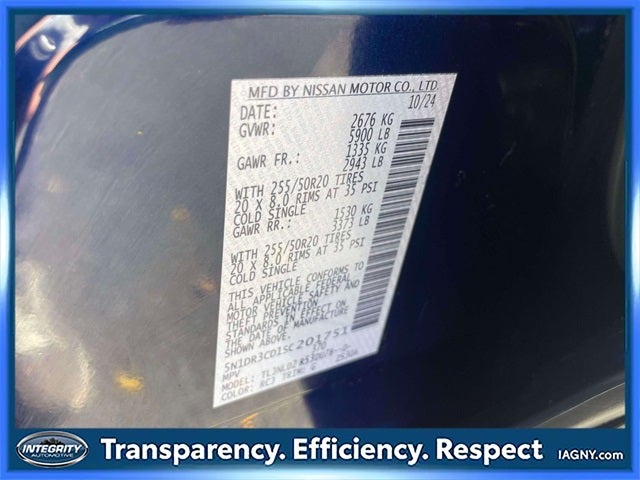 MFD BY NISSAN MOTOR CO., LTD
DATE: 10/24
GVWR: 2676 KG
5900 LB
GAWR FR.: 1335 KG
2943 LB
WITH 255/50R20 TIRES
20 X 8.0 RIMS AT 35 PSI
COLD SINGLE
GAWR RR.: 1530 KG
3373 LB
WITH 255/50R20 TIRES
20 X 8.0 RIMS AT 35 PSI
COLD SINGLE
THIS VEHICLE CONFORMS TO
ALL APPLICABLE FEDERAL
MOTOR VEHICLE SAFETY AND
THEFT PREVENTION
STANDARDS IN EFFECT ON
THE DATE OF MANUFACTURE
SHOWN ABOVE.
5N1DR3CD1SC201751
MPV
MODEL:
COLOR: RC3 TRIM: G
INTEGRITY
AUTOMOTIVE
Transparency. Efficiency. Respect
IAGNY.com